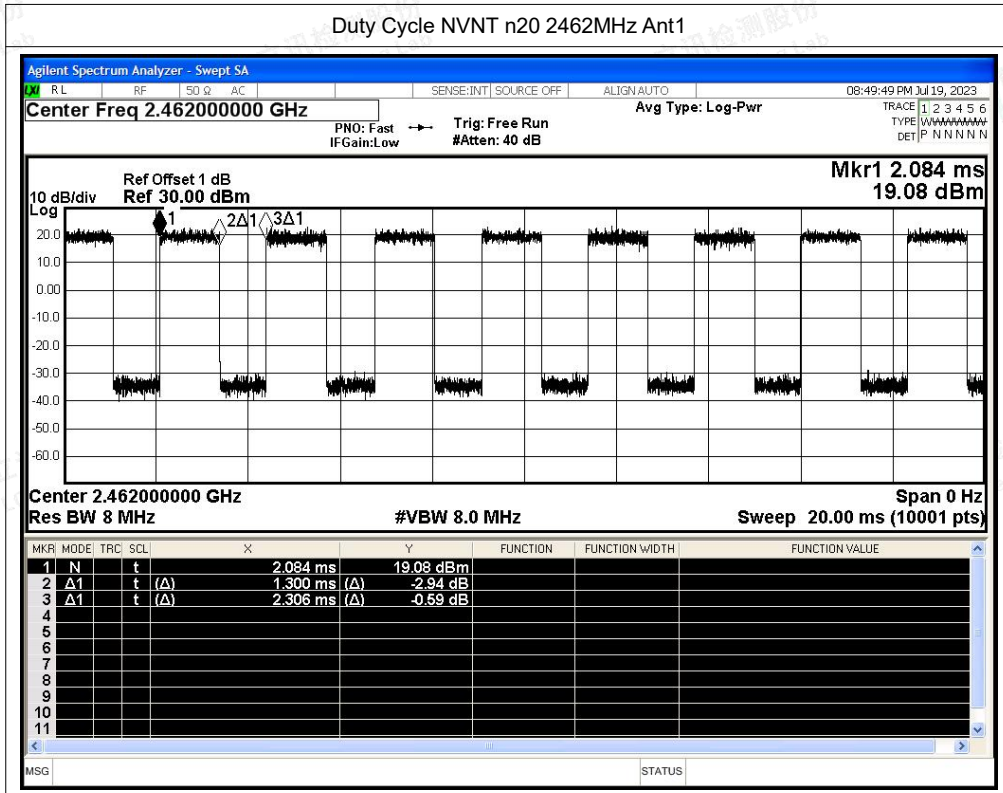 Duty Cycle NVNT n20 2462MHz Ant1
Agilent Spectrum Analyzer - Swept SA
LXI RL RF 50 Ω AC SENSE:INT SOURCE OFF ALIGN AUTO 08:49:49 PM Jul 19, 2023
Center Freq 2.462000000 GHz Avg Type: Log-Pwr TRACE 1 2 3 4 5 6
PNO: Fast Trig: Free Run TYPE WWWWWW
IFGain:Low #Atten: 40 dB DET P N N N N N
Mkr1 2.084 ms
19.08 dBm
Ref Offset 1 dB
10 dB/div Ref 30.00 dBm
Log
1 2Δ1 3Δ1
20.0
10.0
0.00
-10.0
-20.0
-30.0
-40.0
-50.0
-60.0
Center 2.462000000 GHz Span 0 Hz
Res BW 8 MHz #VBW 8.0 MHz Sweep 20.00 ms (10001 pts)
MKR MODE TRC SCL X Y FUNCTION FUNCTION WIDTH FUNCTION VALUE
1 N t 2.084 ms 19.08 dBm
2 Δ1 t (Δ) 1.300 ms (Δ) -2.94 dB
3 Δ1 t (Δ) 2.306 ms (Δ) -0.59 dB
4
5
6
7
8
9
10
11
MSG STATUS